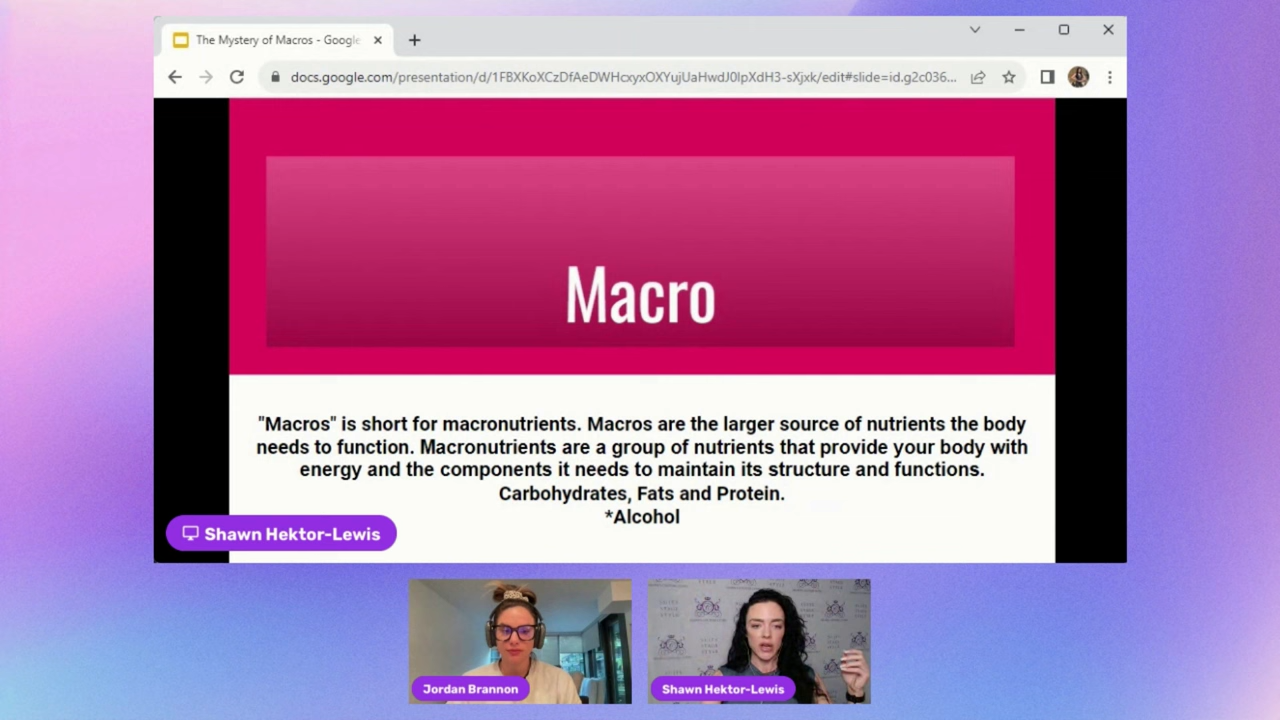 The Mystery of Macros - Google
docs.google.com/presentation/d/1FBXKoXCzDfAeDWHcxyxOXYujUaHwdJ0lpXdH3-sXjxk/edit#slide=id.g2c036...
Macro
"Macros" is short for macronutrients. Macros are the larger source of nutrients the body
needs to function. Macronutrients are a group of nutrients that provide your body with
energy and the components it needs to maintain its structure and functions.
Carbohydrates, Fats and Protein.
*Alcohol
Shawn Hektor-Lewis
Jordan Brannon
Shawn Hektor-Lewis